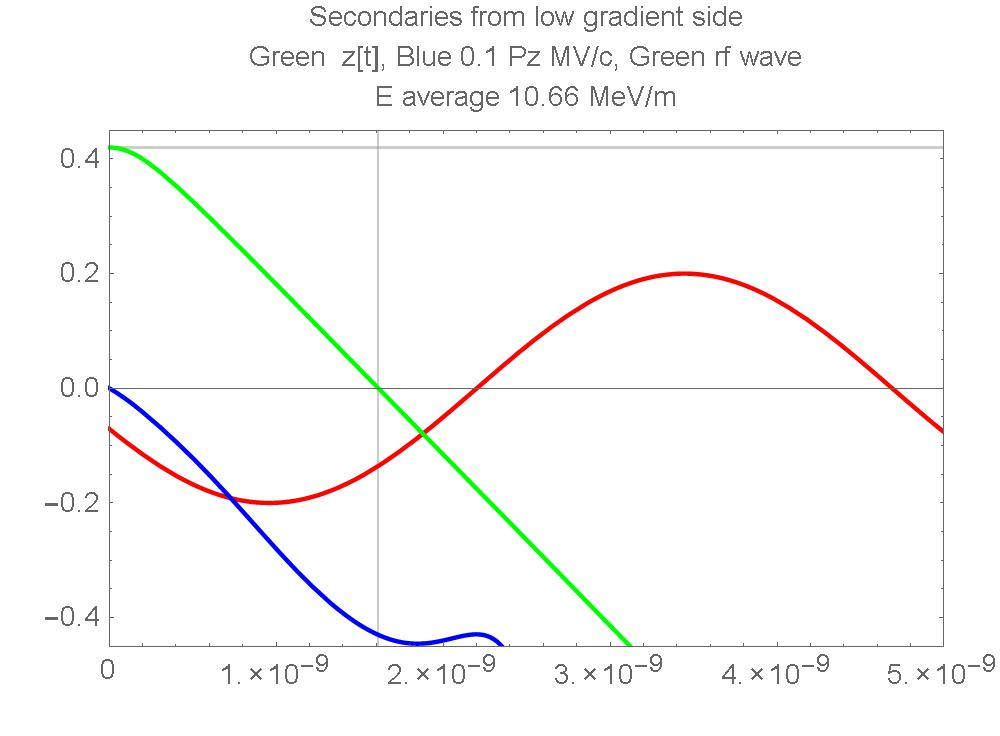 Secondaries from low gradient side
Green z[t], Blue 0.1 Pz MV/c, Green rf wave
E average 10.66 MeV/m
0.4
0.2
0.0
−0.2
−0.4
0 1.×10⁻⁹ 2.×10⁻⁹ 3.×10⁻⁹ 4.×10⁻⁹ 5.×10⁻⁹